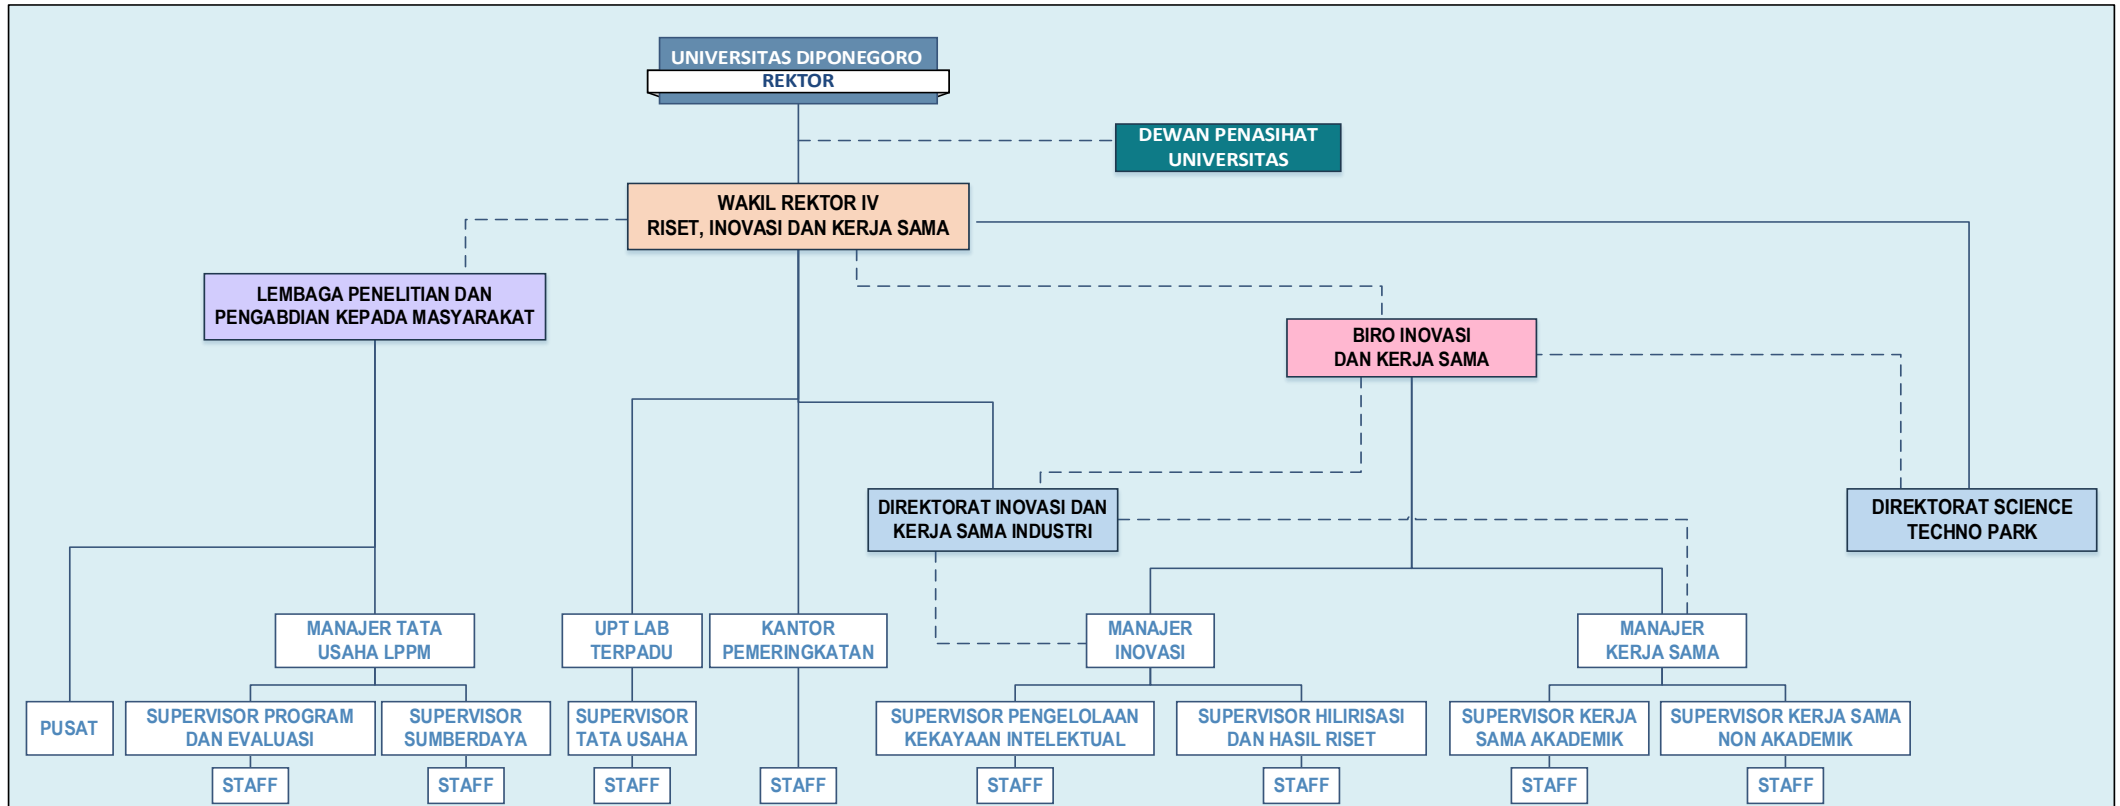 UNIVERSITAS DIPONEGORO
REKTOR
DEWAN PENASIHAT
UNIVERSITAS
WAKIL REKTOR IV
RISET, INOVASI DAN KERJA SAMA
LEMBAGA PENELITIAN DAN
PENGABDIAN KEPADA MASYARAKAT
BIRO INOVASI
DAN KERJA SAMA
DIREKTORAT INOVASI DAN
KERJA SAMA INDUSTRI
DIREKTORAT SCIENCE
TECHNO PARK
MANAJER TATA
USAHA LPPM
UPT LAB
TERPADU
KANTOR
PEMERINGKATAN
MANAJER
INOVASI
MANAJER
KERJA SAMA
PUSAT
SUPERVISOR PROGRAM
DAN EVALUASI
SUPERVISOR
SUMBERDAYA
SUPERVISOR
TATA USAHA
SUPERVISOR PENGELOLAAN
KEKAYAAN INTELEKTUAL
SUPERVISOR HILIRISASI
DAN HASIL RISET
SUPERVISOR KERJA
SAMA AKADEMIK
SUPERVISOR KERJA SAMA
NON AKADEMIK
STAFF
STAFF
STAFF
STAFF
STAFF
STAFF
STAFF
STAFF